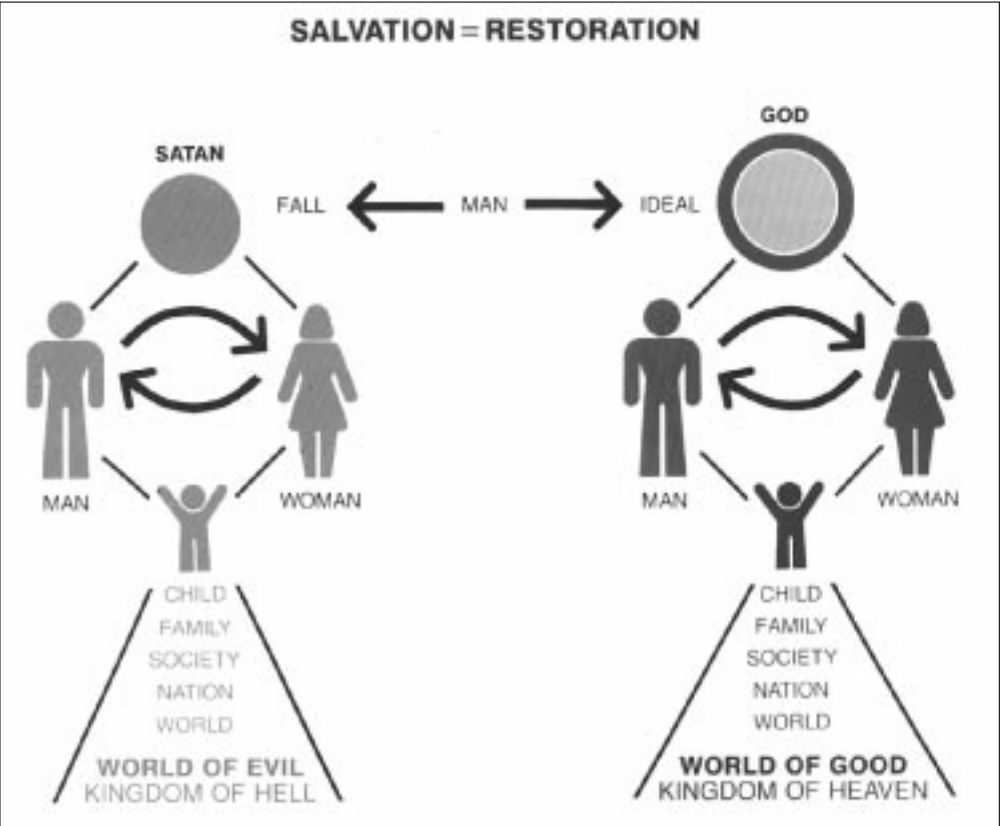 SALVATION = RESTORATION
SATAN
FALL
MAN
IDEAL
GOD
MAN
WOMAN
CHILD
FAMILY
SOCIETY
NATION
WORLD
WORLD OF EVIL
KINGDOM OF HELL
MAN
WOMAN
CHILD
FAMILY
SOCIETY
NATION
WORLD
WORLD OF GOOD
KINGDOM OF HEAVEN